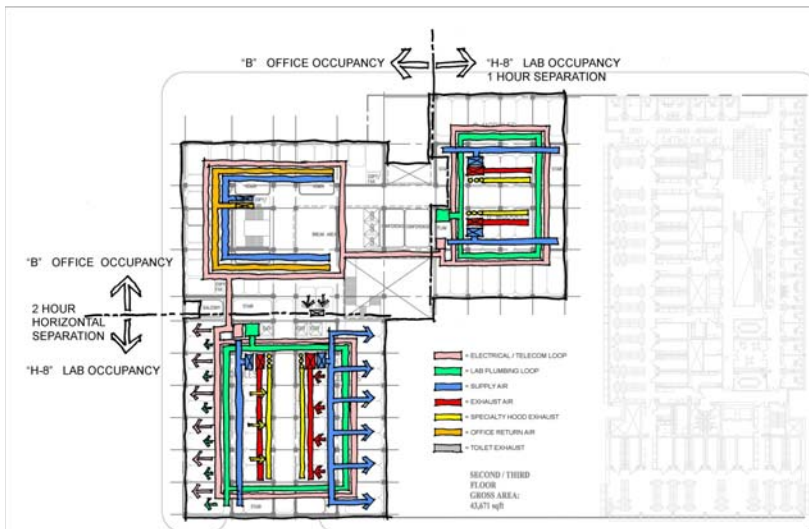 "B" OFFICE OCCUPANCY
"H-8" LAB OCCUPANCY
1 HOUR SEPARATION
"B" OFFICE OCCUPANCY
2 HOUR
HORIZONTAL
SEPARATION
"H-8" LAB OCCUPANCY
BREAK AREA
BALCONY
STAIR
STAIR
= ELECTRICAL / TELECOM LOOP
= LAB PLUMBING LOOP
= SUPPLY AIR
= EXHAUST AIR
= SPECIALTY HOOD EXHAUST
= OFFICE RETURN AIR
= TOILET EXHAUST
SECOND / THIRD
FLOOR
GROSS AREA:
43,671 sqft